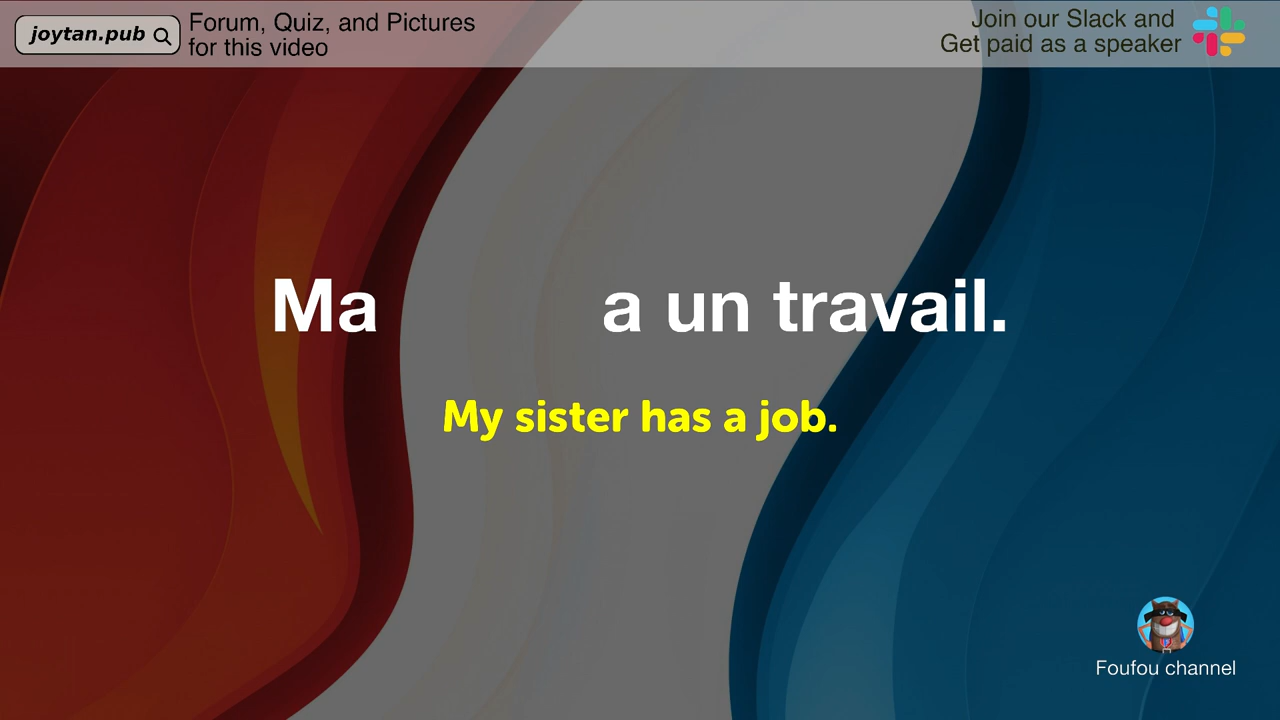 joytan.pub
Forum, Quiz, and Pictures
for this video
Join our Slack and
Get paid as a speaker
Ma a un travail.
My sister has a job.
Foufou channel